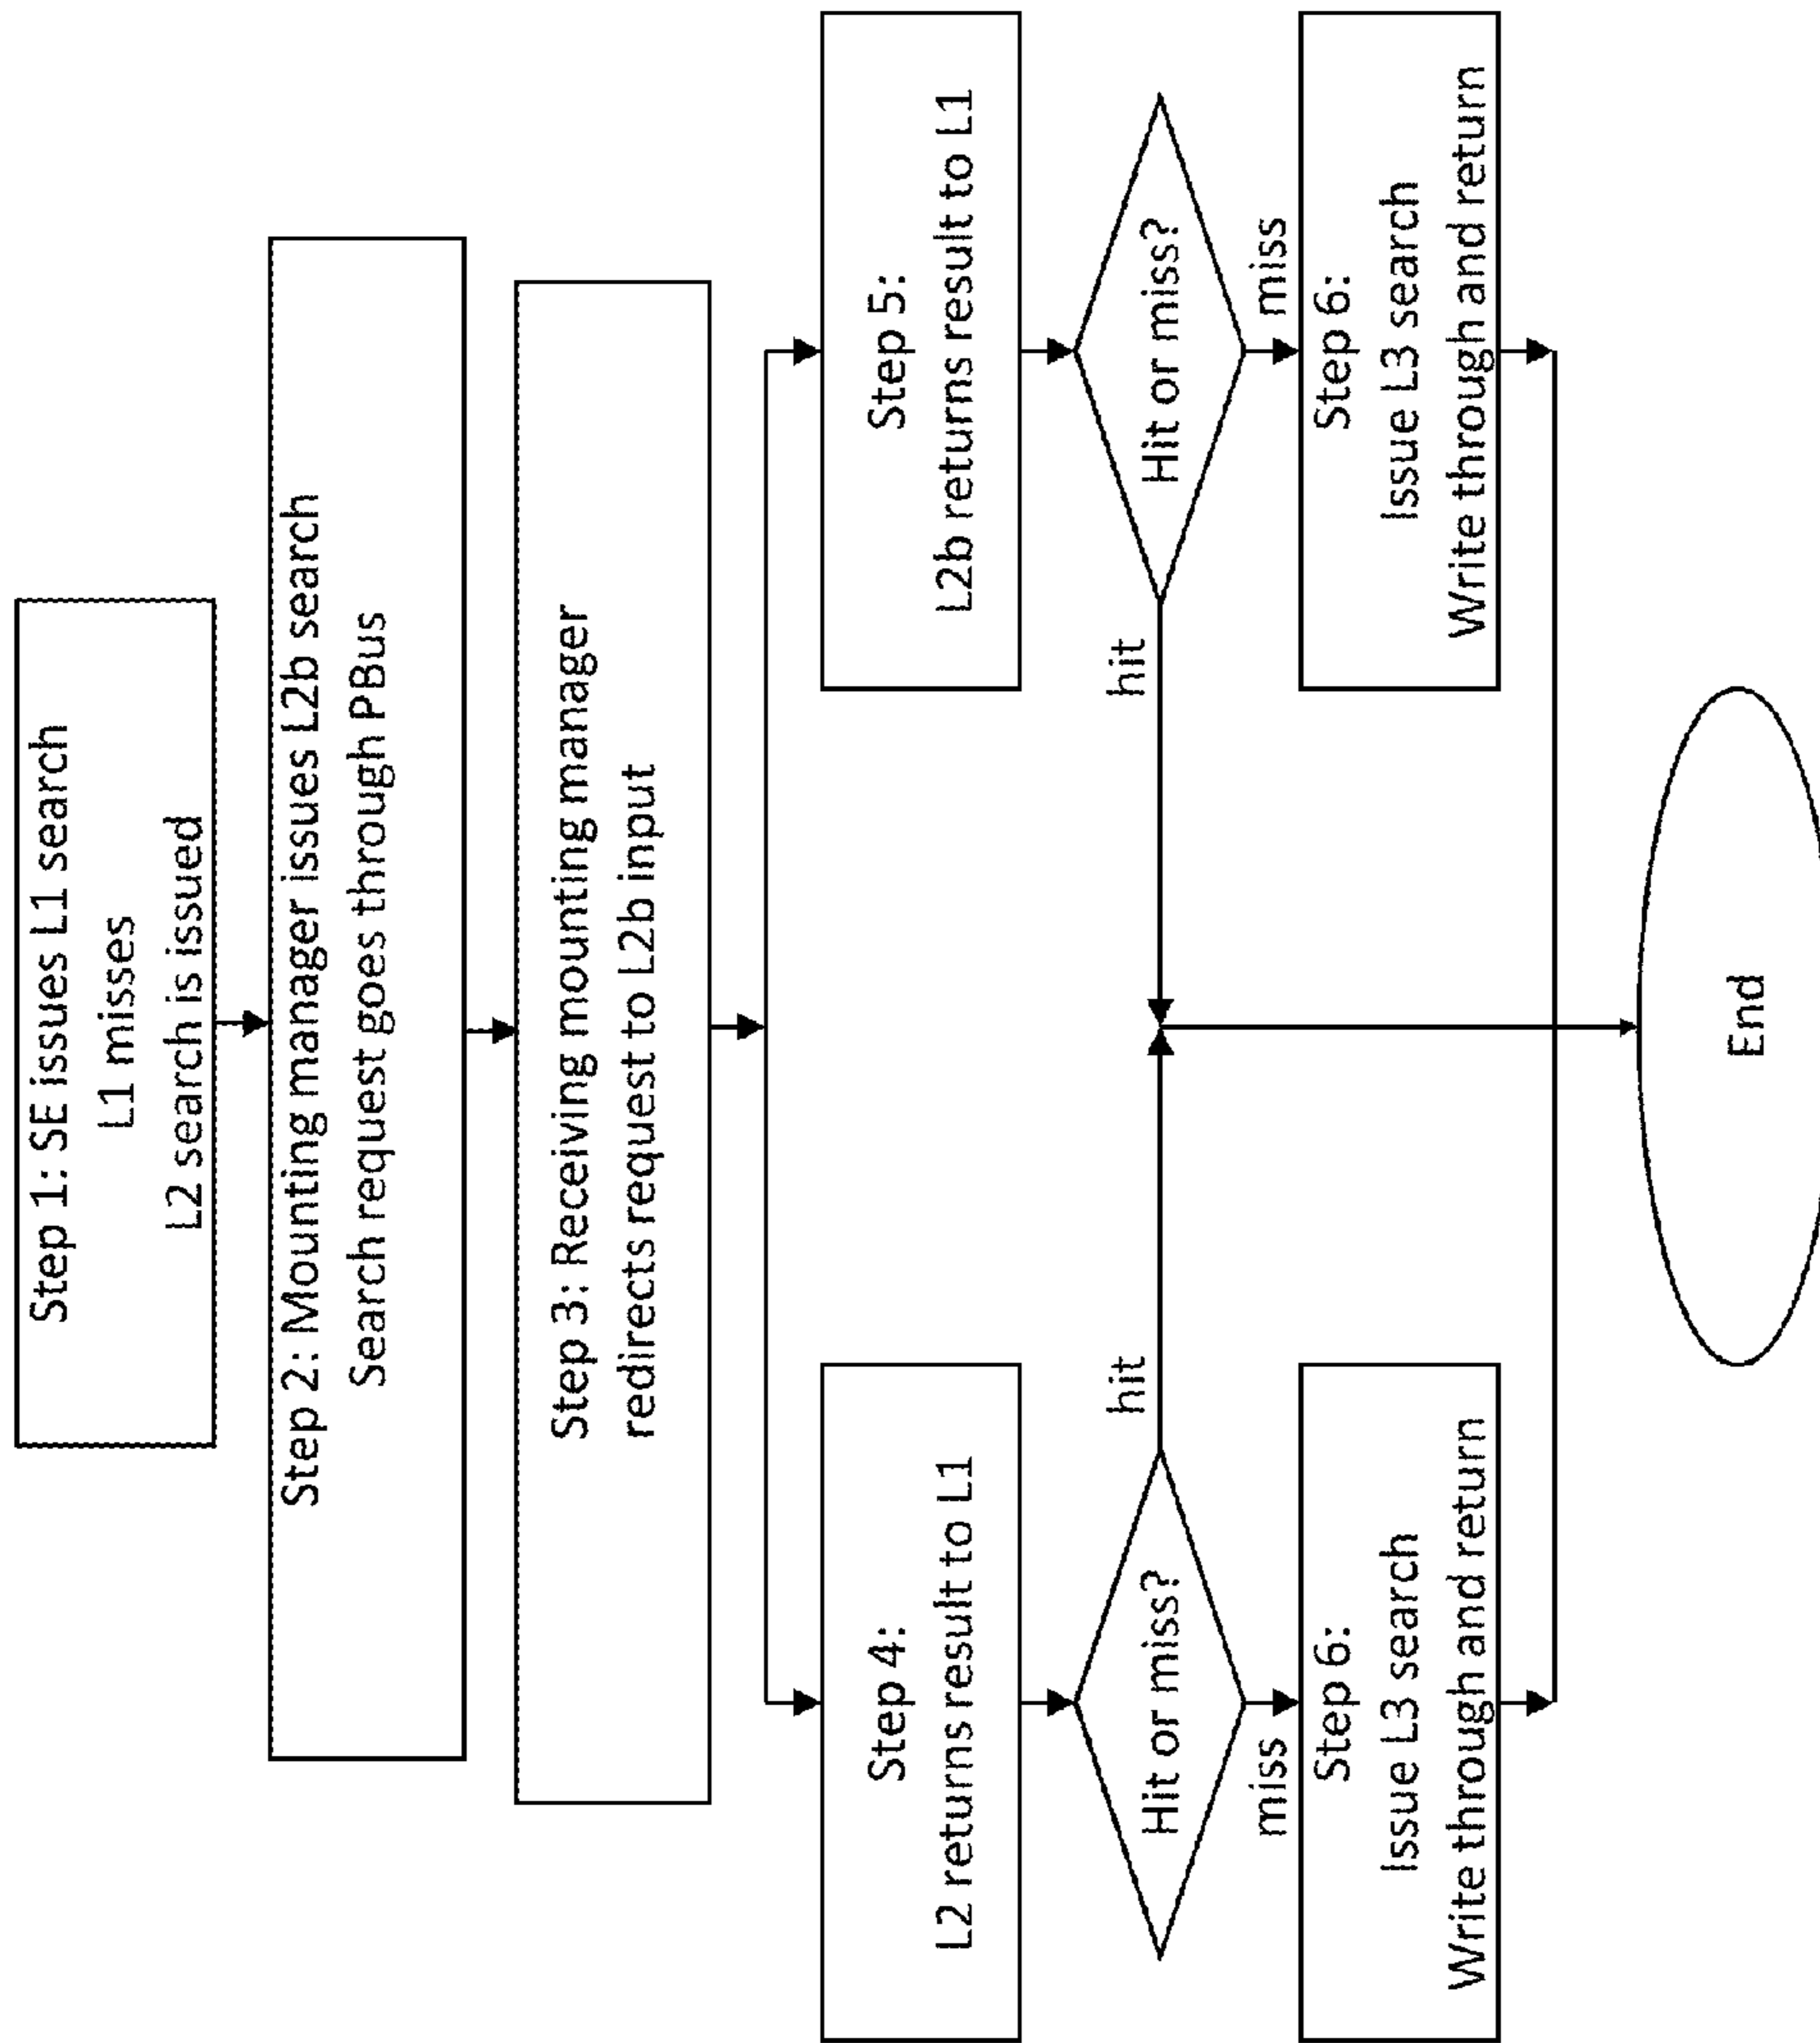 Step 1: SE issues L1 search
L1 misses
L2 search is issued
Step 2: Mounting manager issues L2b search
Search request goes through PBus
Step 3: Receiving mounting manager
redirects request to L2b input
Step 4:
L2 returns result to L1
Step 5:
L2b returns result to L1
Hit or miss?
hit
hit
Hit or miss?
miss
miss
Step 6:
Issue L3 search
Write through and return
Step 6:
Issue L3 search
Write through and return
End